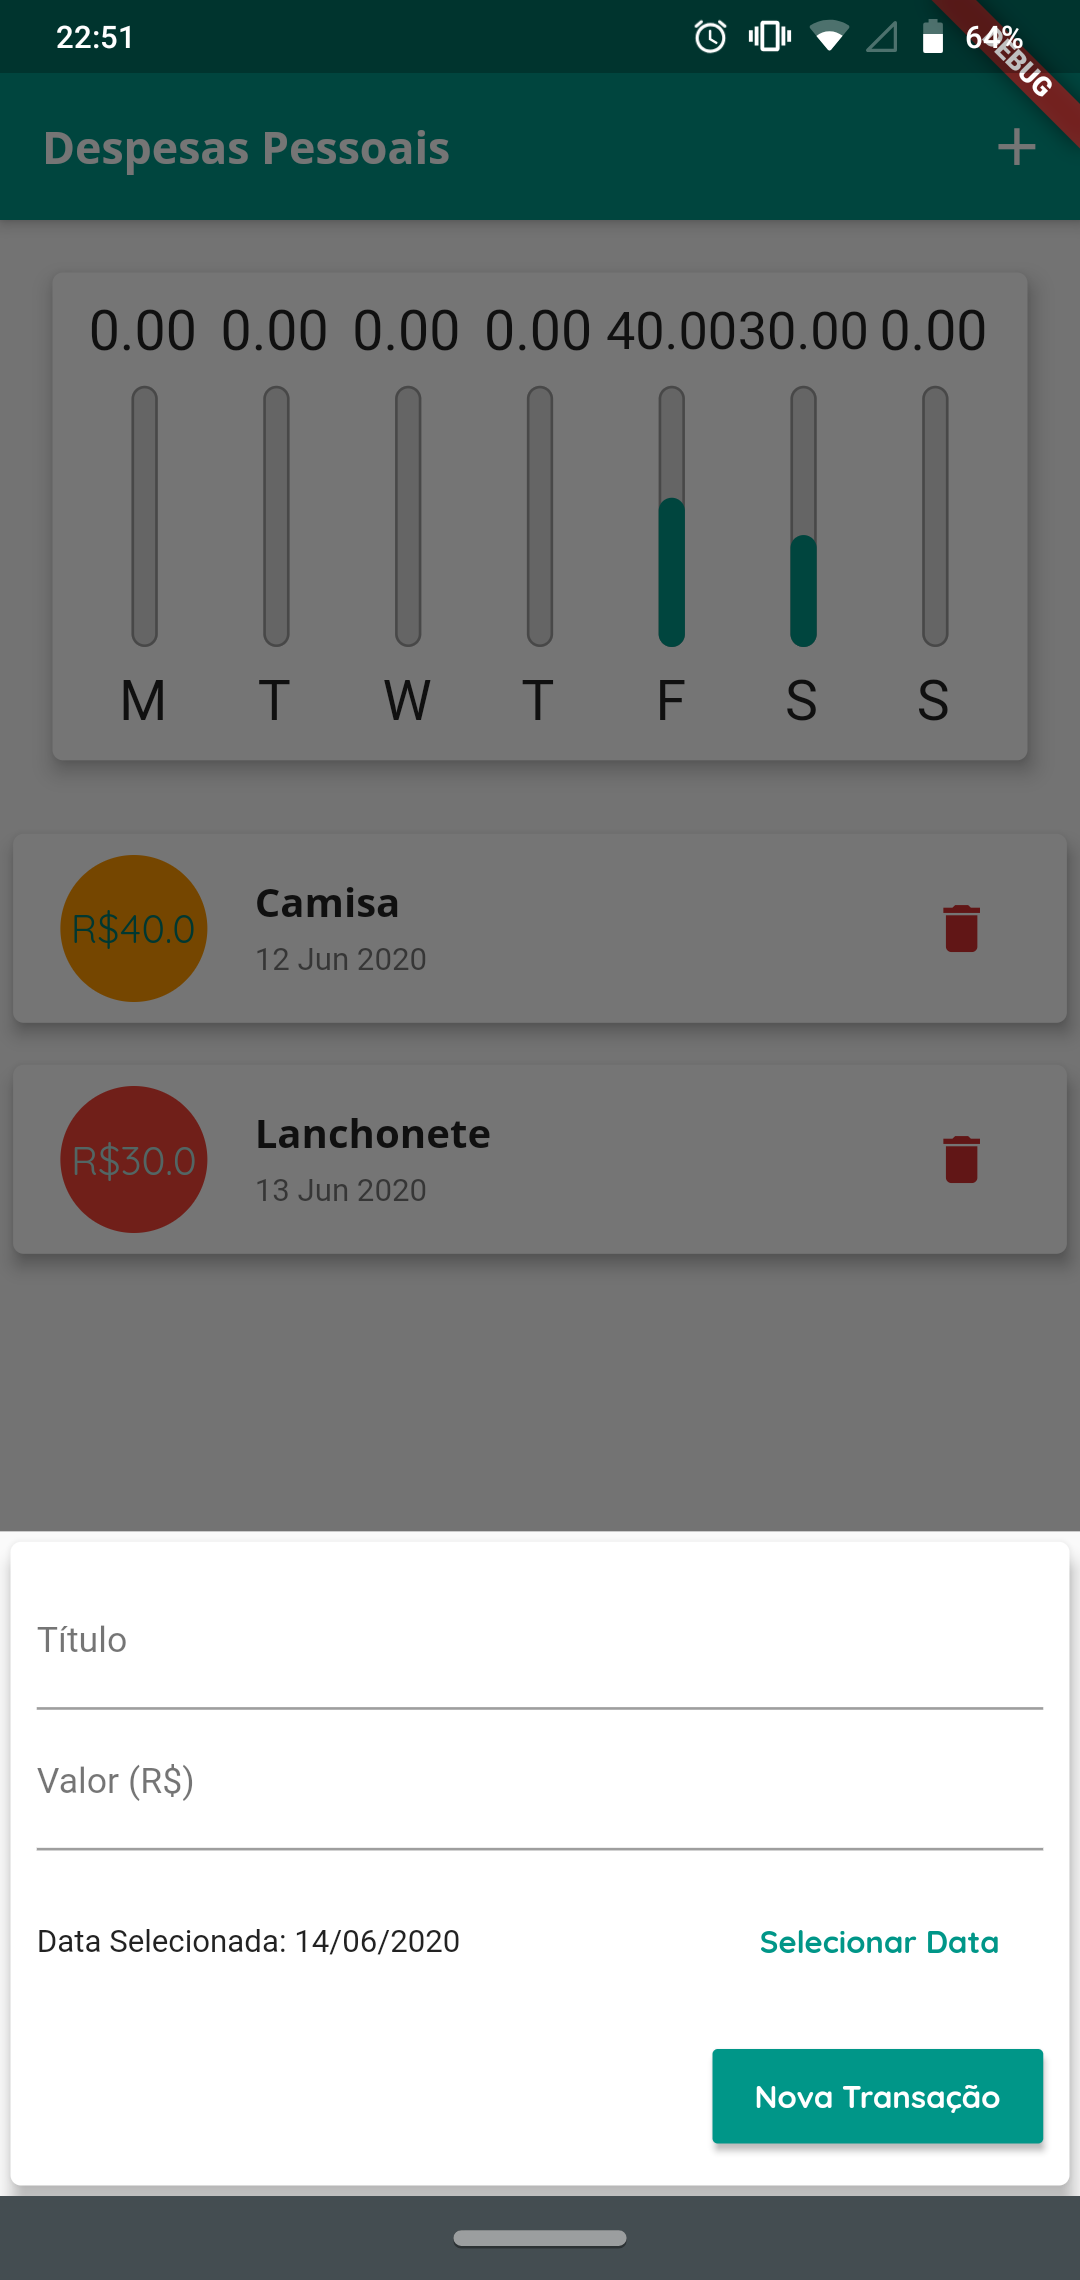 22:51 64%
DEBUG
Despesas Pessoais +
0.00 0.00 0.00 0.00 40.00 30.00 0.00
M T W T F S S
R$40.0 Camisa
12 Jun 2020
R$30.0 Lanchonete
13 Jun 2020
Título
Valor (R$)
Data Selecionada: 14/06/2020 Selecionar Data
Nova Transação